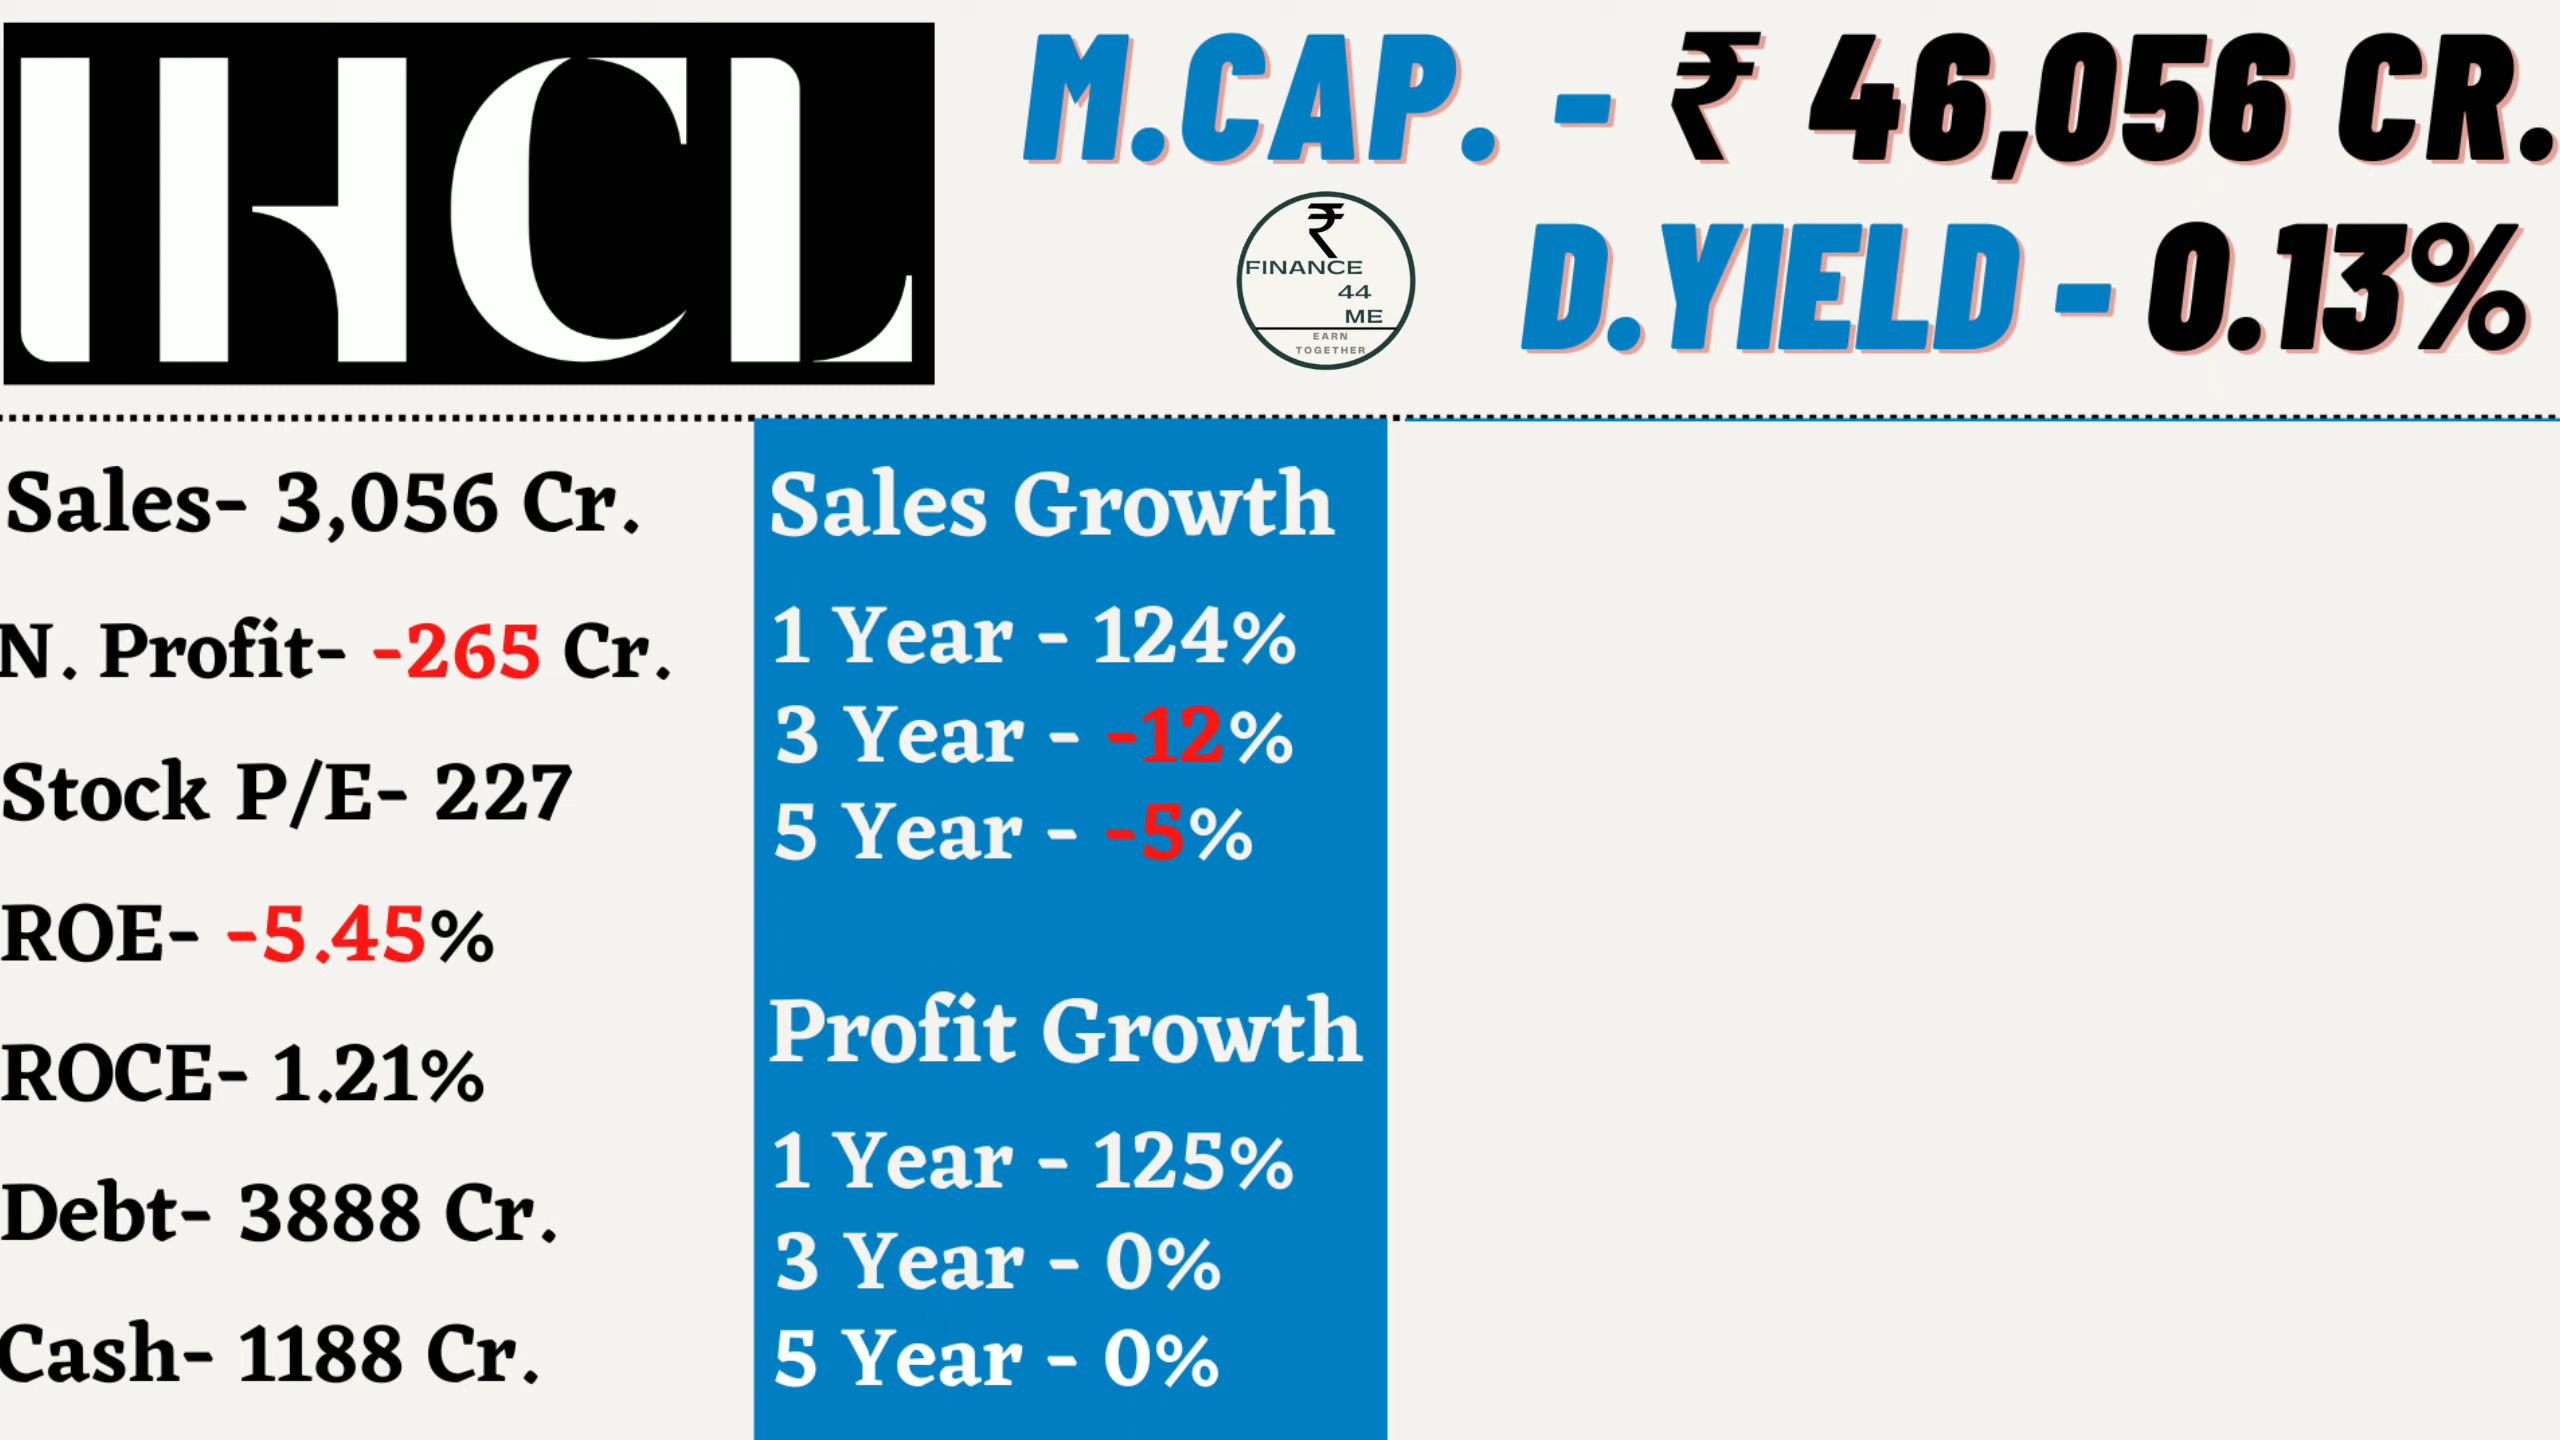 IHCL
M.CAP. - ₹ 46,056 CR.
₹
FINANCE
44
ME
EARN
TOGETHER
D.YIELD - 0.13%
Sales- 3,056 Cr.
N. Profit- -265 Cr.
Stock P/E- 227
ROE- -5.45%
ROCE- 1.21%
Debt- 3888 Cr.
Cash- 1188 Cr.
Sales Growth
1 Year - 124%
3 Year - -12%
5 Year - -5%
Profit Growth
1 Year - 125%
3 Year - 0%
5 Year - 0%